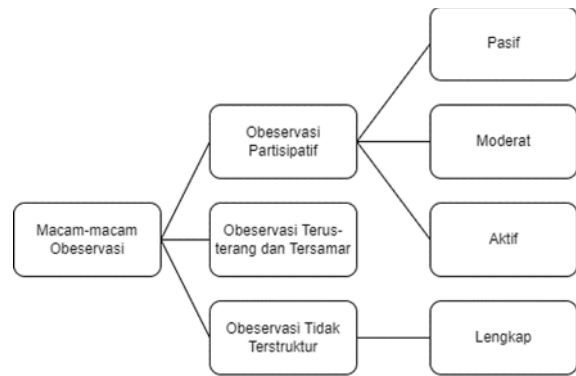 Pasif
Obeservasi
Partisipatif
Moderat
Macam-macam
Obeservasi
Obeservasi Terus-
terang dan Tersamar
Aktif
Obeservasi Tidak
Terstruktur
Lengkap